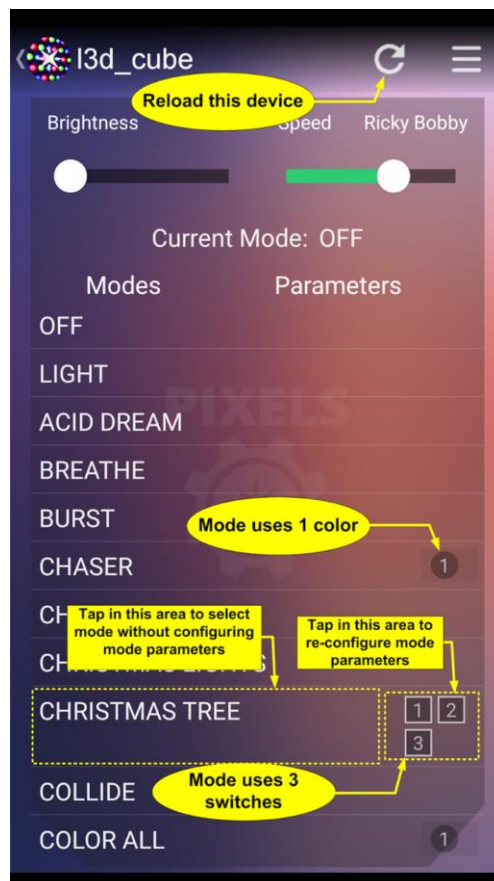 l3d_cube
Reload this device
Brightness
Speed
Ricky Bobby
Current Mode: OFF
Modes
Parameters
OFF
LIGHT
PIXELS
ACID DREAM
BREATHE
BURST
Mode uses 1 color
CHASER
1
Tap in this area to select
mode without configuring
mode parameters
Tap in this area to
re-configure mode
parameters
CHRISTMAS TREE
1 2
3
Mode uses 3
switches
COLLIDE
COLOR ALL
1